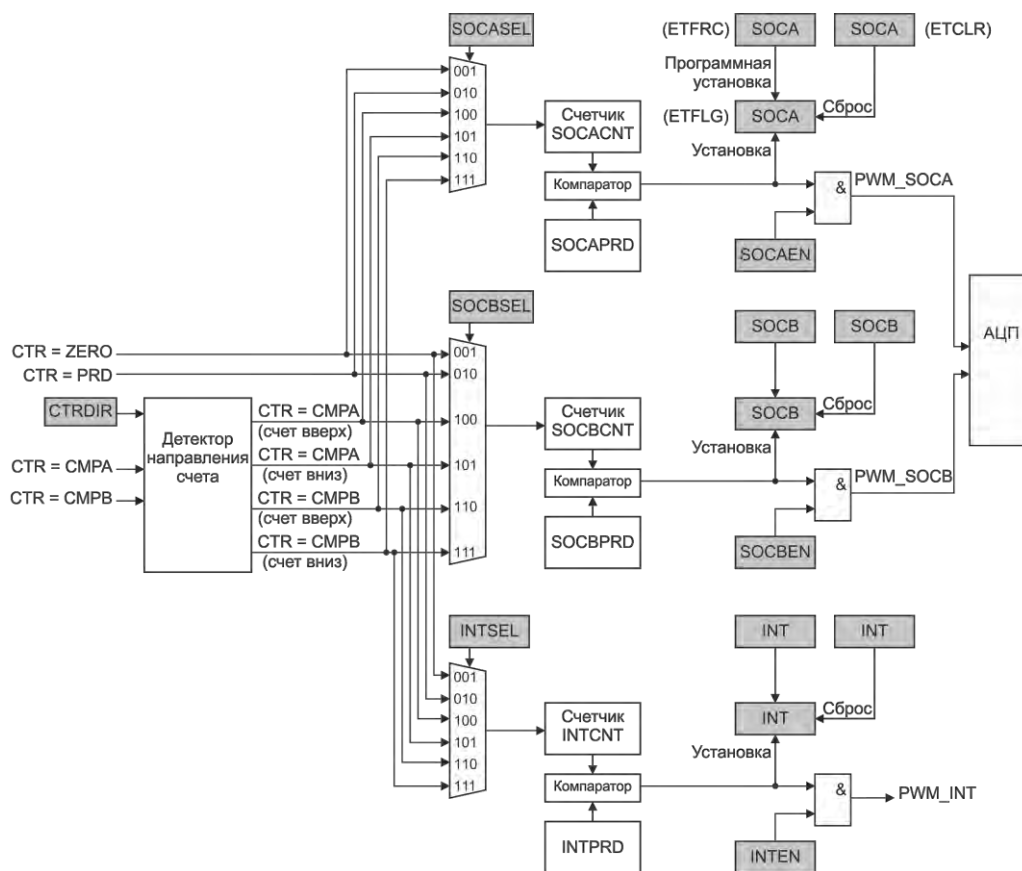 SOCASEL
(ETFRC)
SOCA
SOCA
(ETCLR)
001
010
100
101
110
111
Программная
установка
Счетчик
SOCACNT
(ETFLG)
SOCA
Сброс
Установка
Компаратор
&
PWM_SOCA
SOCAPRD
SOCAEN
SOCBSEL
SOCB
SOCB
АЦП
CTR = ZERO
CTR = PRD
CTRDIR
CTR = CMPA
CTR = CMPB
Детектор
направления
счета
CTR = CMPA
(счет вверх)
CTR = CMPA
(счет вниз)
CTR = CMPB
(счет вверх)
CTR = CMPB
(счет вниз)
001
010
100
101
110
111
Счетчик
SOCBCNT
SOCB
Сброс
Установка
Компаратор
&
PWM_SOCB
SOCBPRD
SOCBEN
INTSEL
INT
INT
001
010
100
101
110
111
Счетчик
INTCNT
INT
Сброс
Установка
Компаратор
&
PWM_INT
INTPRD
INTEN